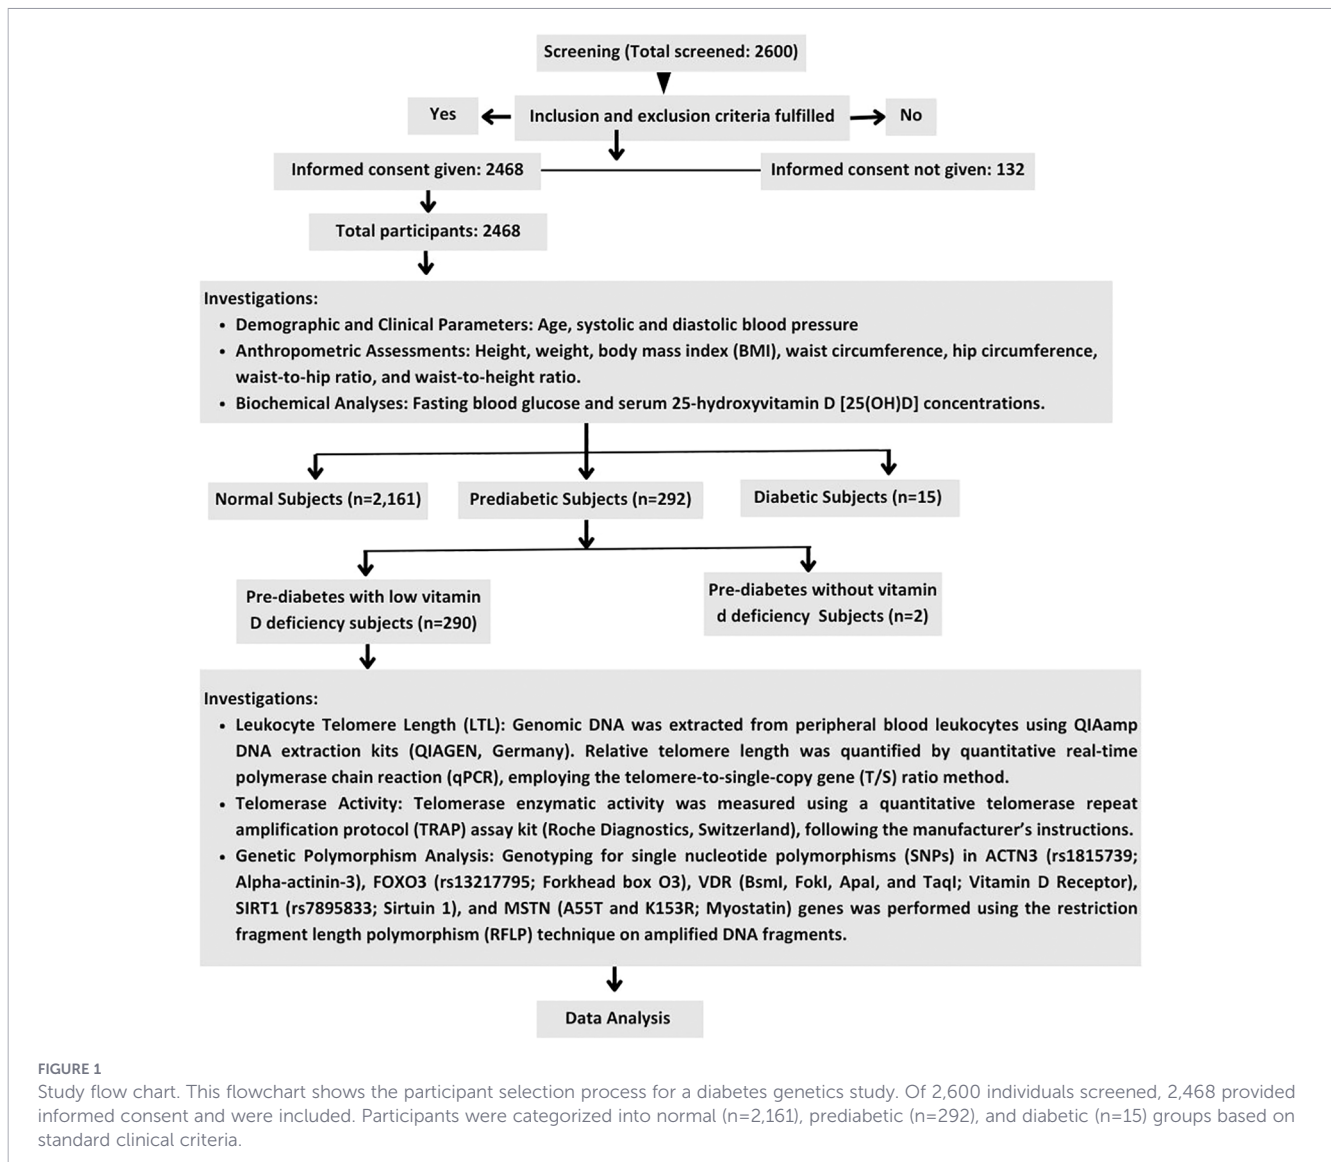 Screening (Total screened: 2600)
Yes
Inclusion and exclusion criteria fulfilled
No
Informed consent given: 2468
Informed consent not given: 132
Total participants: 2468
Investigations:
• Demographic and Clinical Parameters: Age, systolic and diastolic blood pressure
• Anthropometric Assessments: Height, weight, body mass index (BMI), waist circumference, hip circumference,
waist-to-hip ratio, and waist-to-height ratio.
• Biochemical Analyses: Fasting blood glucose and serum 25-hydroxyvitamin D [25(OH)D] concentrations.
Normal Subjects (n=2,161)
Prediabetic Subjects (n=292)
Diabetic Subjects (n=15)
Pre-diabetes with low vitamin
D deficiency subjects (n=290)
Pre-diabetes without vitamin
d deficiency Subjects (n=2)
Investigations:
• Leukocyte Telomere Length (LTL): Genomic DNA was extracted from peripheral blood leukocytes using QIAamp
DNA extraction kits (QIAGEN, Germany). Relative telomere length was quantified by quantitative real-time
polymerase chain reaction (qPCR), employing the telomere-to-single-copy gene (T/S) ratio method.
• Telomerase Activity: Telomerase enzymatic activity was measured using a quantitative telomerase repeat
amplification protocol (TRAP) assay kit (Roche Diagnostics, Switzerland), following the manufacturer's instructions.
• Genetic Polymorphism Analysis: Genotyping for single nucleotide polymorphisms (SNPs) in ACTN3 (rs1815739;
Alpha-actinin-3), FOXO3 (rs13217795; Forkhead box O3), VDR (BsmI, FokI, ApaI, and TaqI; Vitamin D Receptor),
SIRT1 (rs7895833; Sirtuin 1), and MSTN (A55T and K153R; Myostatin) genes was performed using the restriction
fragment length polymorphism (RFLP) technique on amplified DNA fragments.
Data Analysis
FIGURE 1
Study flow chart. This flowchart shows the participant selection process for a diabetes genetics study. Of 2,600 individuals screened, 2,468 provided
informed consent and were included. Participants were categorized into normal (n=2,161), prediabetic (n=292), and diabetic (n=15) groups based on
standard clinical criteria.